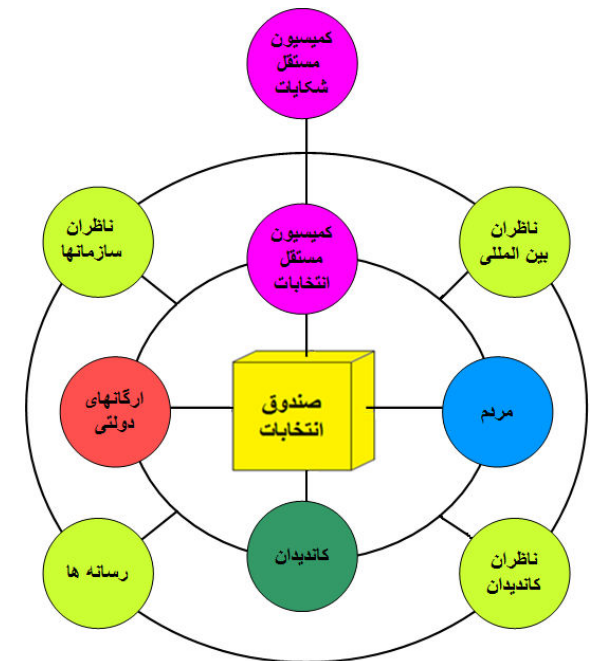 کمیسیون
مستقل
شکایات
ناظران
بین المللی
کمیسیون
مستقل
انتخابات
ناظران
سازمانها
مردم
صندوق
انتخابات
ارگانهای
دولتی
ناظران
کاندیدان
کاندیدان
رسانه ها